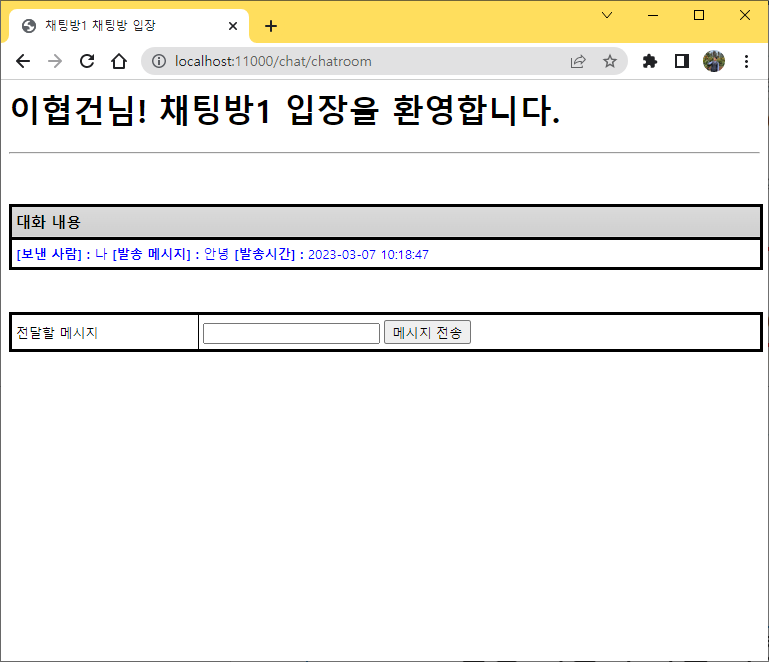 채팅방1 채팅방 입장
localhost:11000/chat/chatroom
이협건님! 채팅방1 입장을 환영합니다.
대화 내용
[보낸 사람] : 나 [발송 메시지] : 안녕 [발송시간] : 2023-03-07 10:18:47
전달할 메시지 메시지 전송